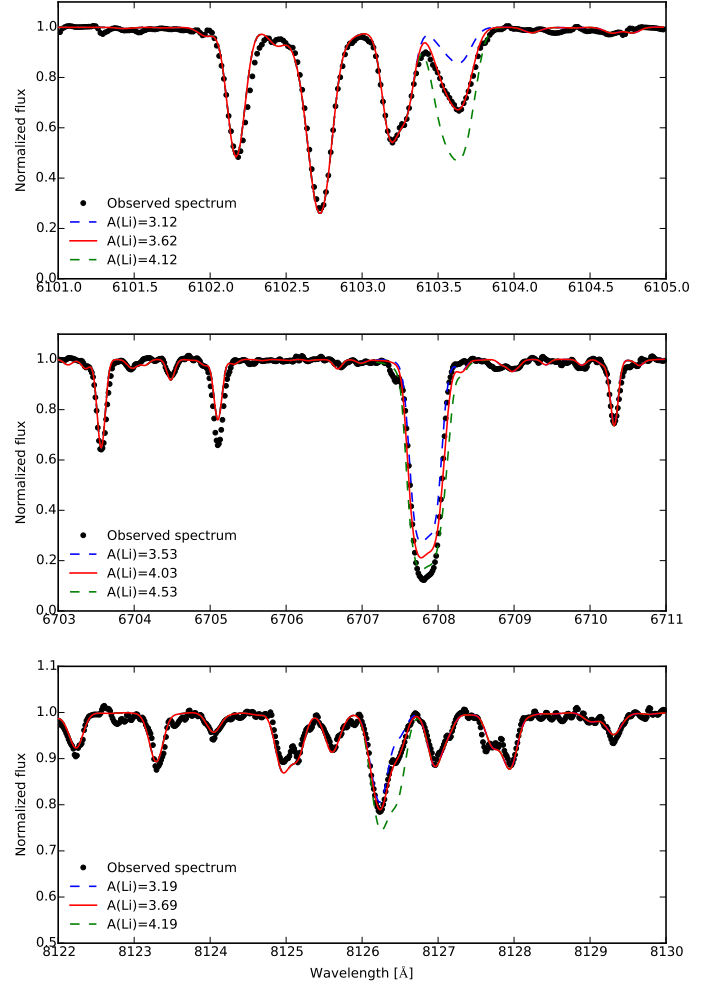 1.0
0.8
0.6
0.4
0.2
0.0
Normalized flux
Observed spectrum
A(Li)=3.12
A(Li)=3.62
A(Li)=4.12
6101.0 6101.5 6102.0 6102.5 6103.0 6103.5 6104.0 6104.5 6105.0
1.0
0.8
0.6
0.4
0.2
0.0
Normalized flux
Observed spectrum
A(Li)=3.53
A(Li)=4.03
A(Li)=4.53
6703 6704 6705 6706 6707 6708 6709 6710 6711
1.1
1.0
0.9
0.8
0.7
0.6
0.5
Normalized flux
Observed spectrum
A(Li)=3.19
A(Li)=3.69
A(Li)=4.19
8122 8123 8124 8125 8126 8127 8128 8129 8130
Wavelength [Å]